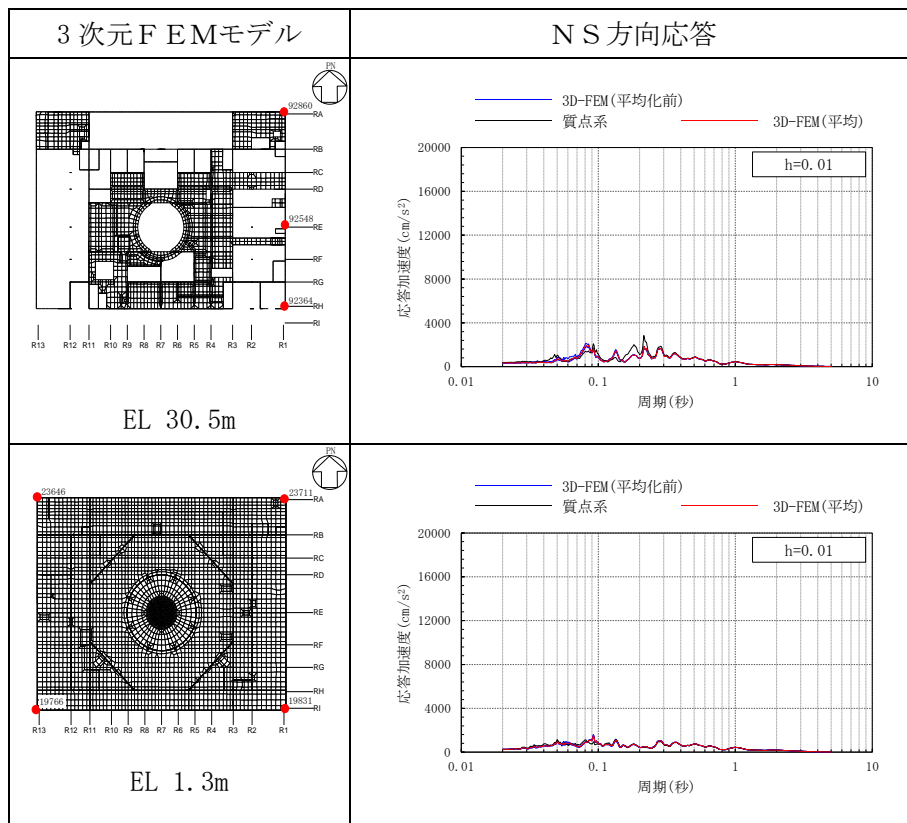 3次元FEMモデル
NS方向応答
PN
92860
RA
RB
RC
RD
92548
RE
RF
RG
92364
RH
RI
R13 R12 R11 R10 R9 R8 R7 R6 R5 R4 R3 R2 R1
EL 30.5m
3D-FEM(平均化前)
質点系 3D-FEM(平均)
h=0.01
20000
16000
12000
8000
4000
0
応答加速度(cm/s²)
0.01 0.1 1 10
周期(秒)
PN
23646 23711
RA
RB
RC
RD
RE
RF
RG
RH
19766 19831
RI
R13 R12 R11 R10 R9 R8 R7 R6 R5 R4 R3 R2 R1
EL 1.3m
3D-FEM(平均化前)
質点系 3D-FEM(平均)
h=0.01
20000
16000
12000
8000
4000
0
応答加速度(cm/s²)
0.01 0.1 1 10
周期(秒)